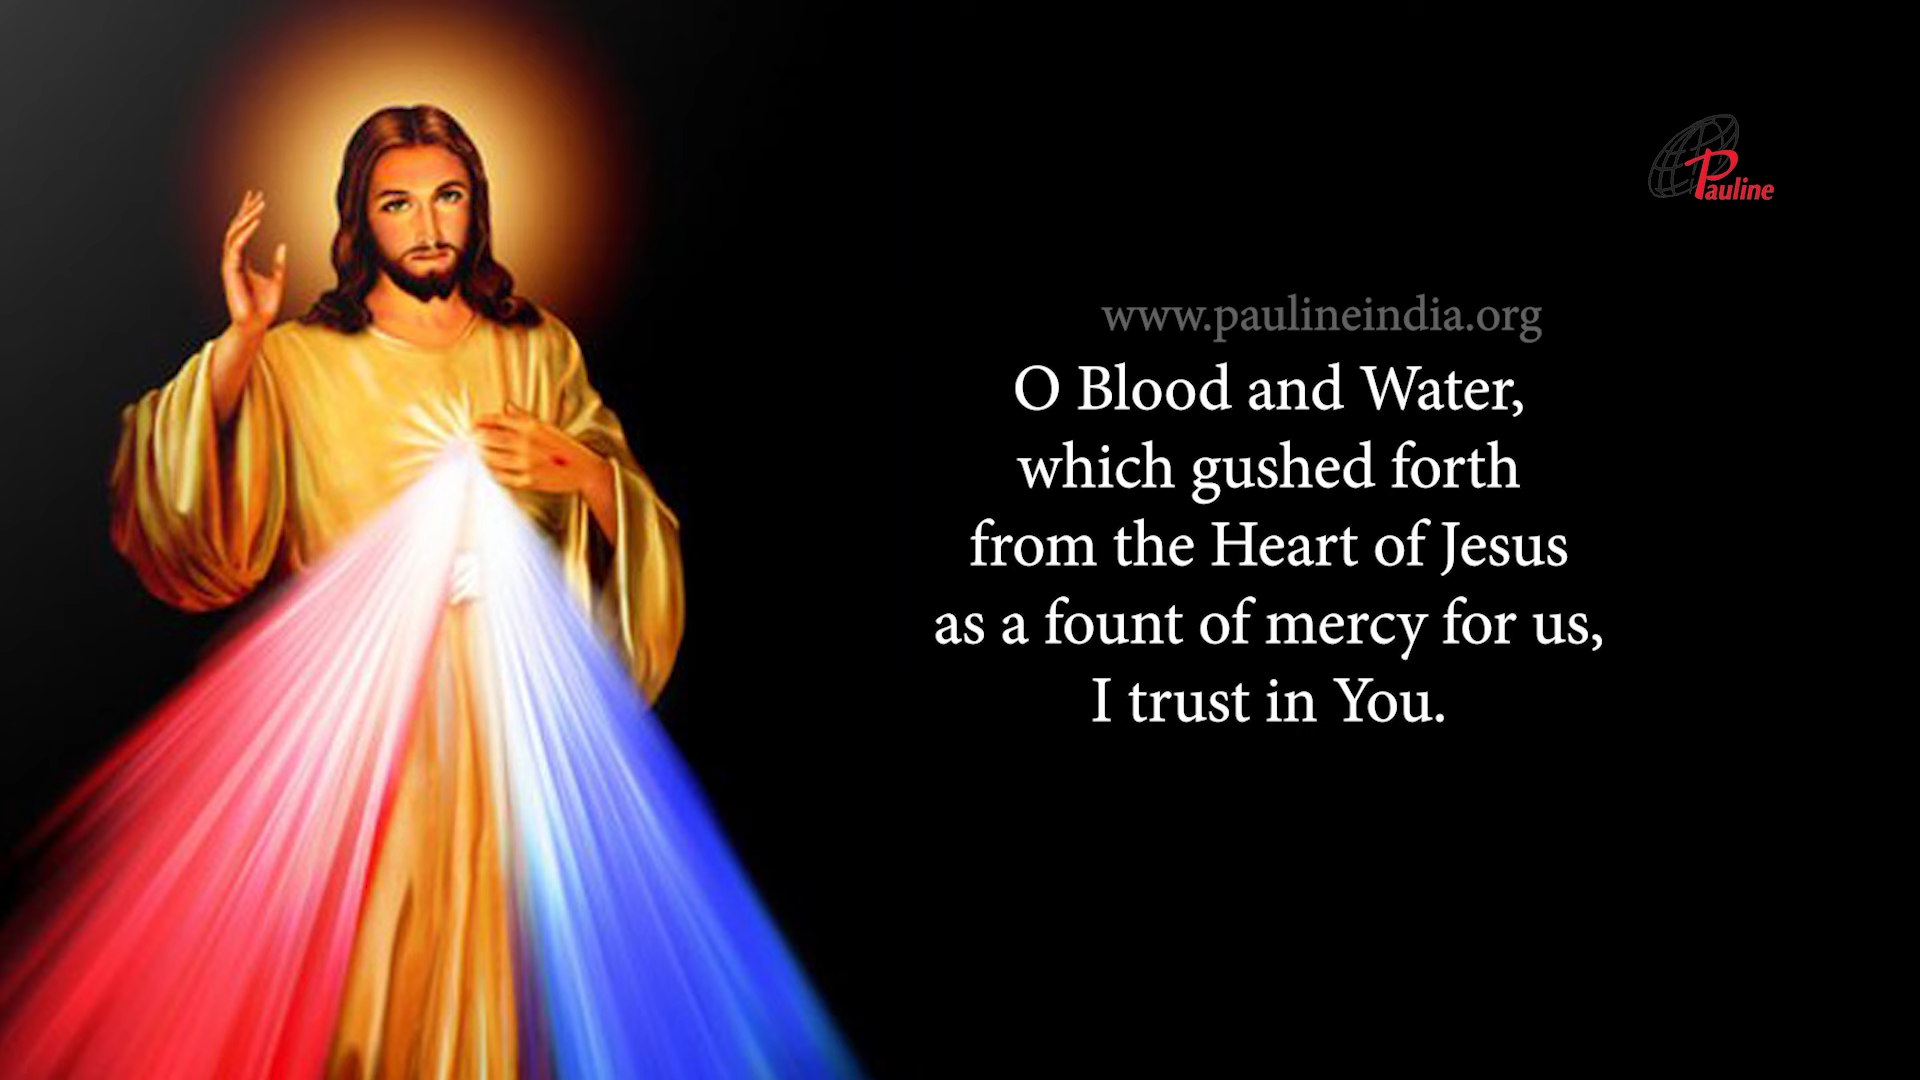 Pauline
www.paulineindia.org
O Blood and Water,
which gushed forth
from the Heart of Jesus
as a fount of mercy for us,
I trust in You.